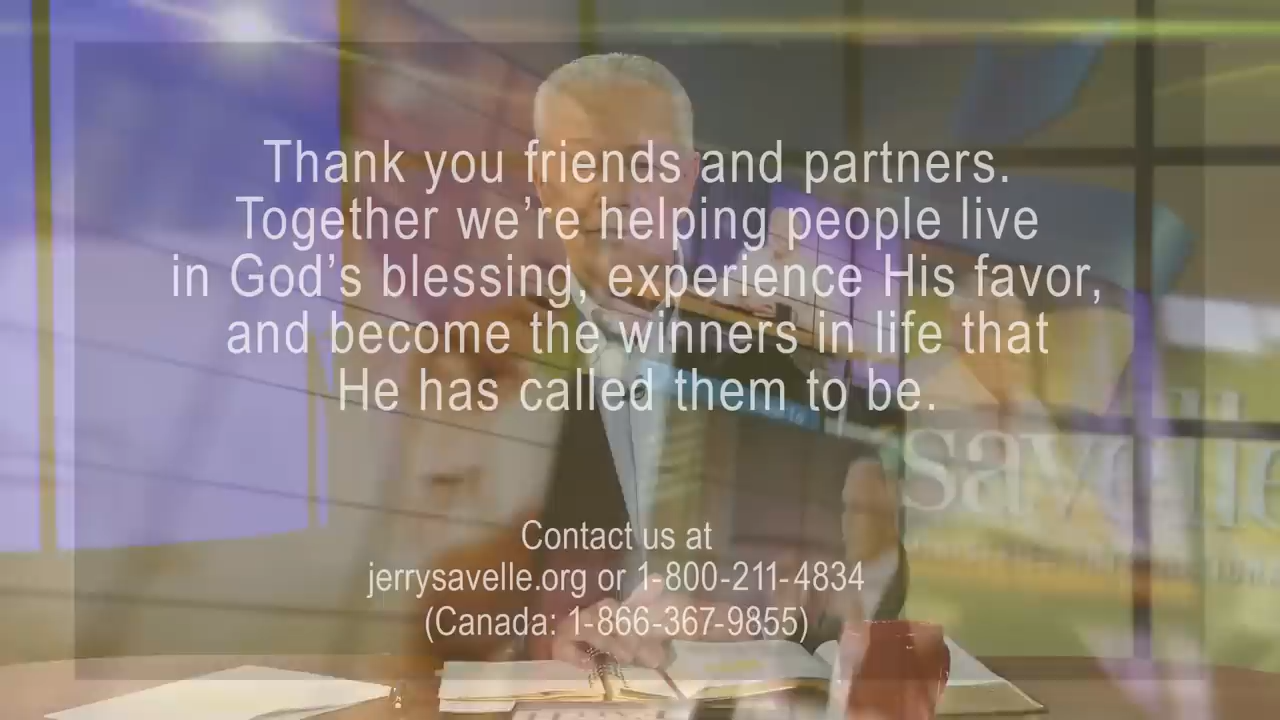 Thank you friends and partners.
Together we’re helping people live
in God’s blessing, experience His favor,
and become the winners in life that
He has called them to be.
savelle
Contact us at
jerrysavelle.org or 1-800-211-4834
(Canada: 1-866-367-9855)